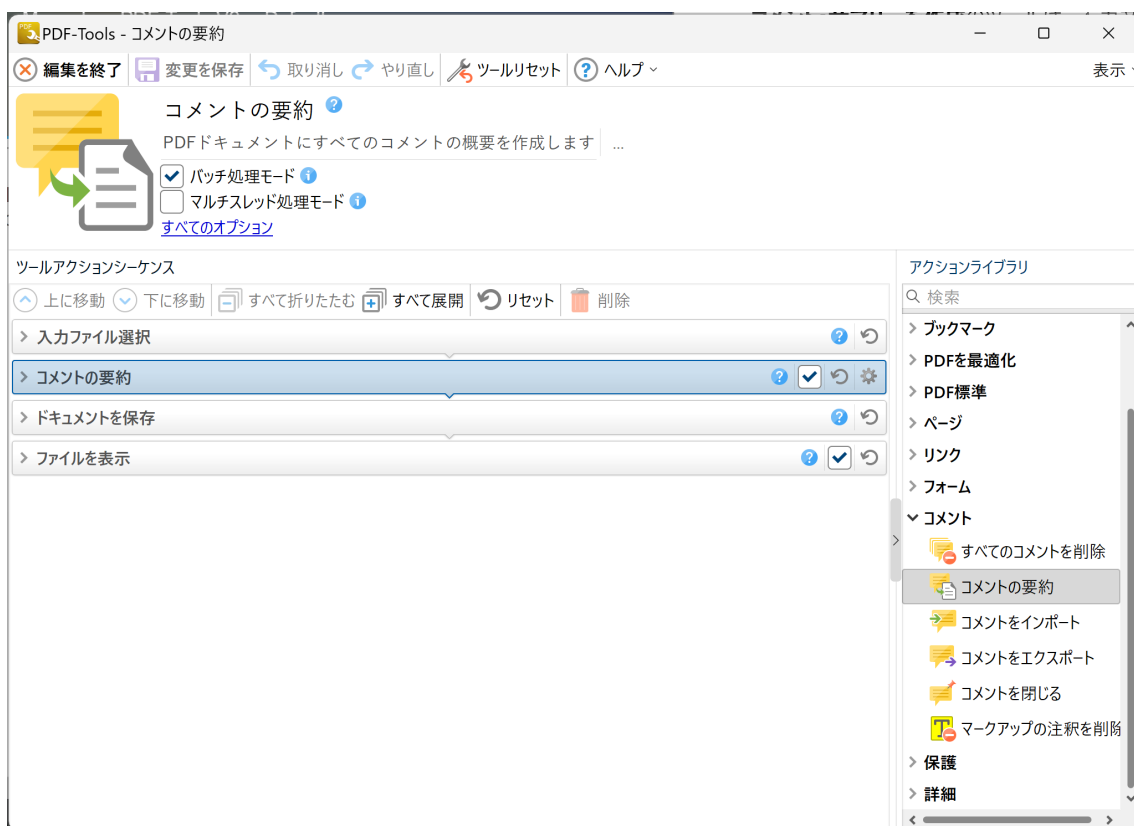 PDF-Tools - コメントの要約
編集を終了 変更を保存 取り消し やり直し ツールリセット ヘルプ 表示
コメントの要約
PDFドキュメントにすべてのコメントの概要を作成します ...
バッチ処理モード
マルチスレッド処理モード
すべてのオプション
ツールアクションシーケンス
上に移動 下に移動 すべて折りたたむ すべて展開 リセット 削除
入力ファイル選択
コメントの要約
ドキュメントを保存
ファイルを表示
アクションライブラリ
検索
ブックマーク
PDFを最適化
PDF標準
ページ
リンク
フォーム
コメント
すべてのコメントを削除
コメントの要約
コメントをインポート
コメントをエクスポート
コメントを閉じる
マークアップの注釈を削除
保護
詳細